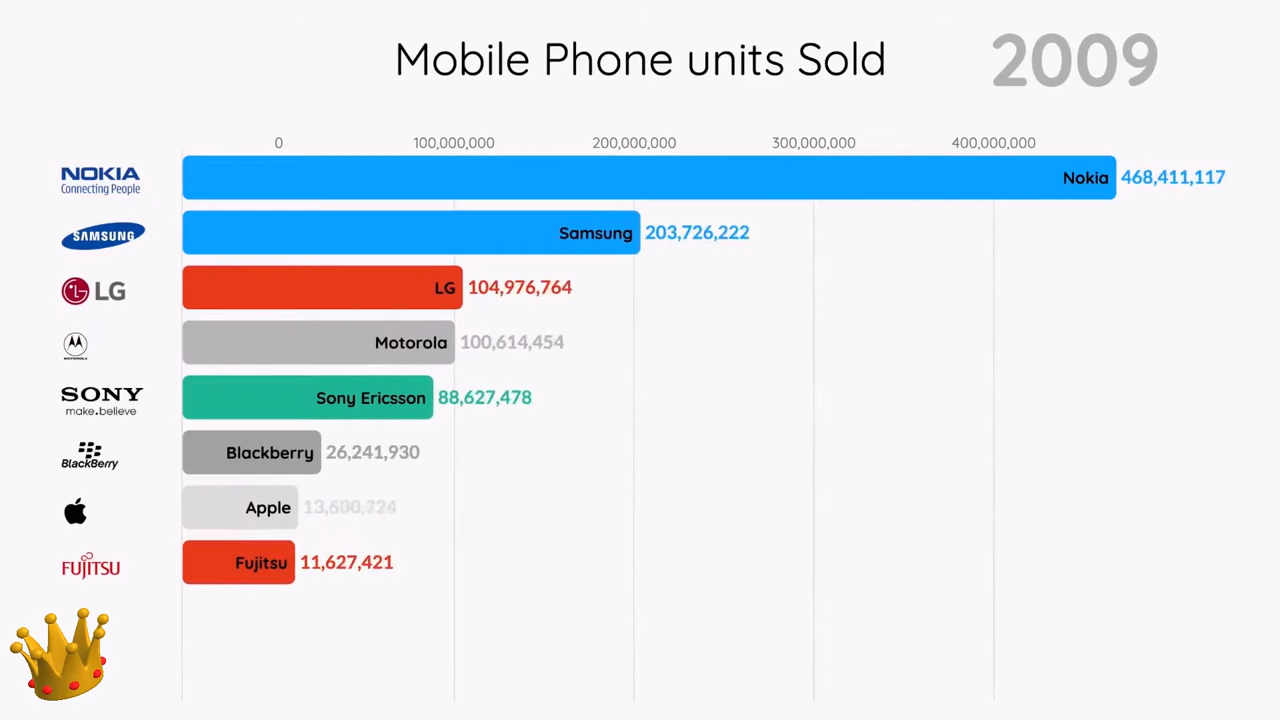 Mobile Phone units Sold
2009
0 100,000,000 200,000,000 300,000,000 400,000,000
NOKIA
Connecting People
Nokia 468,411,117
SAMSUNG
Samsung 203,726,222
LG
LG 104,976,764
MOTOROLA
Motorola 100,614,454
SONY
make.believe
Sony Ericsson 88,627,478
BlackBerry
Blackberry 26,241,930
Apple
FUJITSU
Fujitsu 11,627,421